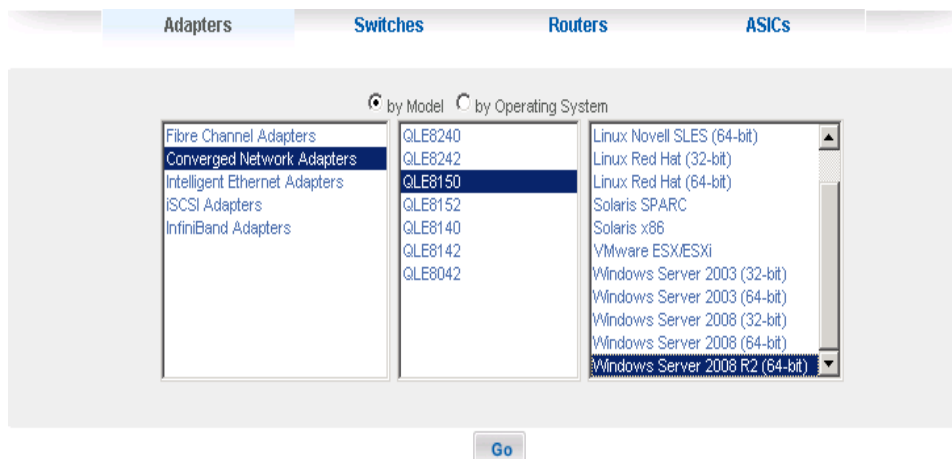 Adapters Switches Routers ASICs
by Model by Operating System
Fibre Channel Adapters
Converged Network Adapters
Intelligent Ethernet Adapters
iSCSI Adapters
InfiniBand Adapters
QLE8240
QLE8242
QLE8150
QLE8152
QLE8140
QLE8142
QLE8042
Linux Novell SLES (64-bit)
Linux Red Hat (32-bit)
Linux Red Hat (64-bit)
Solaris SPARC
Solaris x86
VMware ESX/ESXi
Windows Server 2003 (32-bit)
Windows Server 2003 (64-bit)
Windows Server 2008 (32-bit)
Windows Server 2008 (64-bit)
Windows Server 2008 R2 (64-bit)
Go